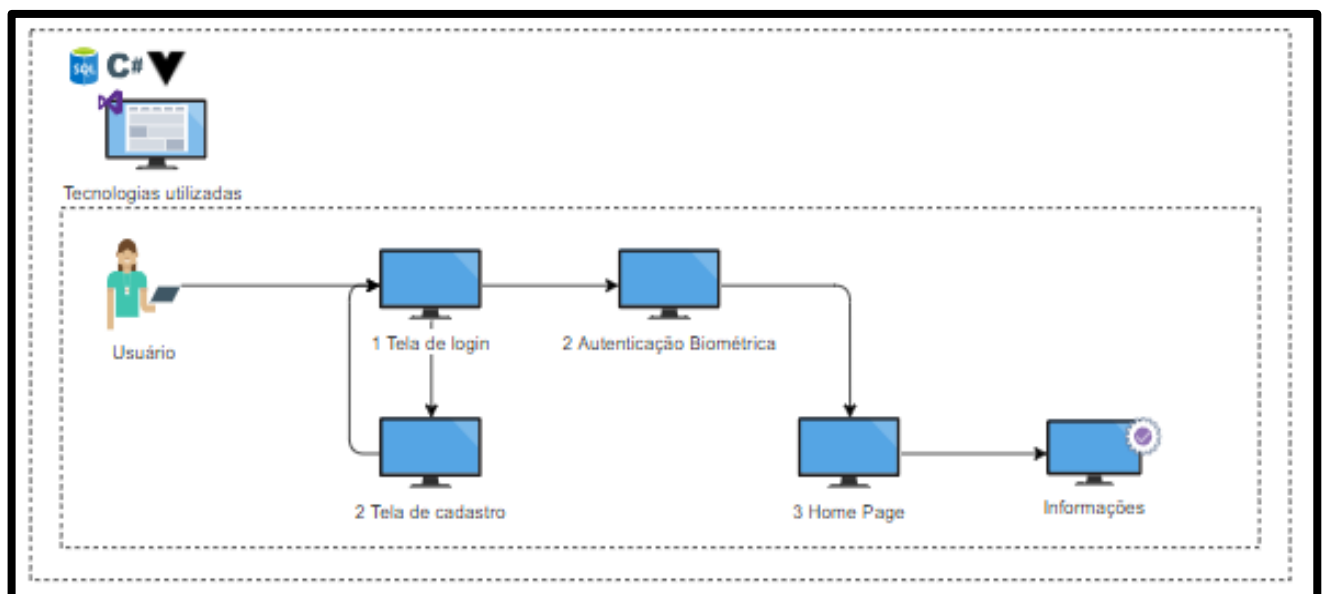 SQL C#
Tecnologias utilizadas
Usuário
1 Tela de login
2 Autenticação Biométrica
2 Tela de cadastro
3 Home Page
Informações